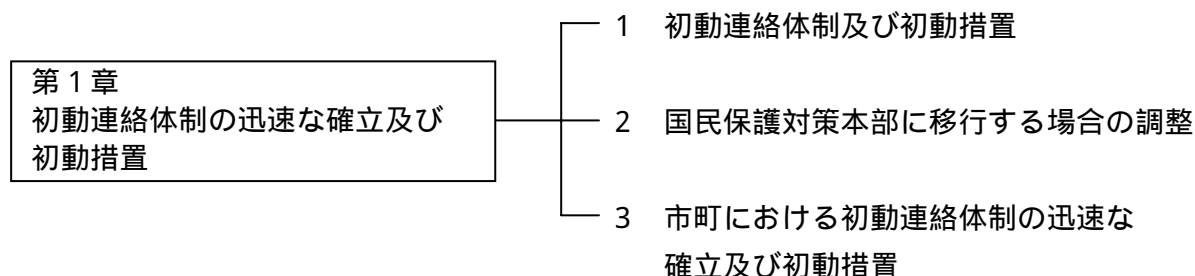 第1章
初動連絡体制の迅速な確立及び
初動措置
1　初動連絡体制及び初動措置
2　国民保護対策本部に移行する場合の調整
3　市町における初動連絡体制の迅速な
確立及び初動措置